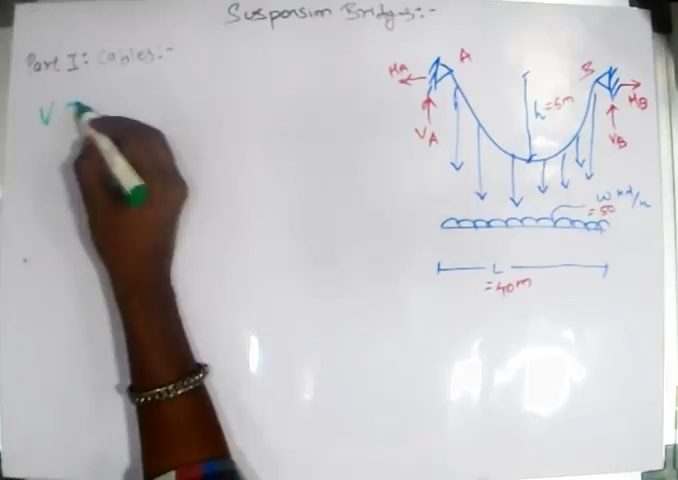 Suspension Bridges:-
Part I: Cables:-
V
HA
A
B
HB
VA
h=5m
VB
w kN/m
=50
L
=40m